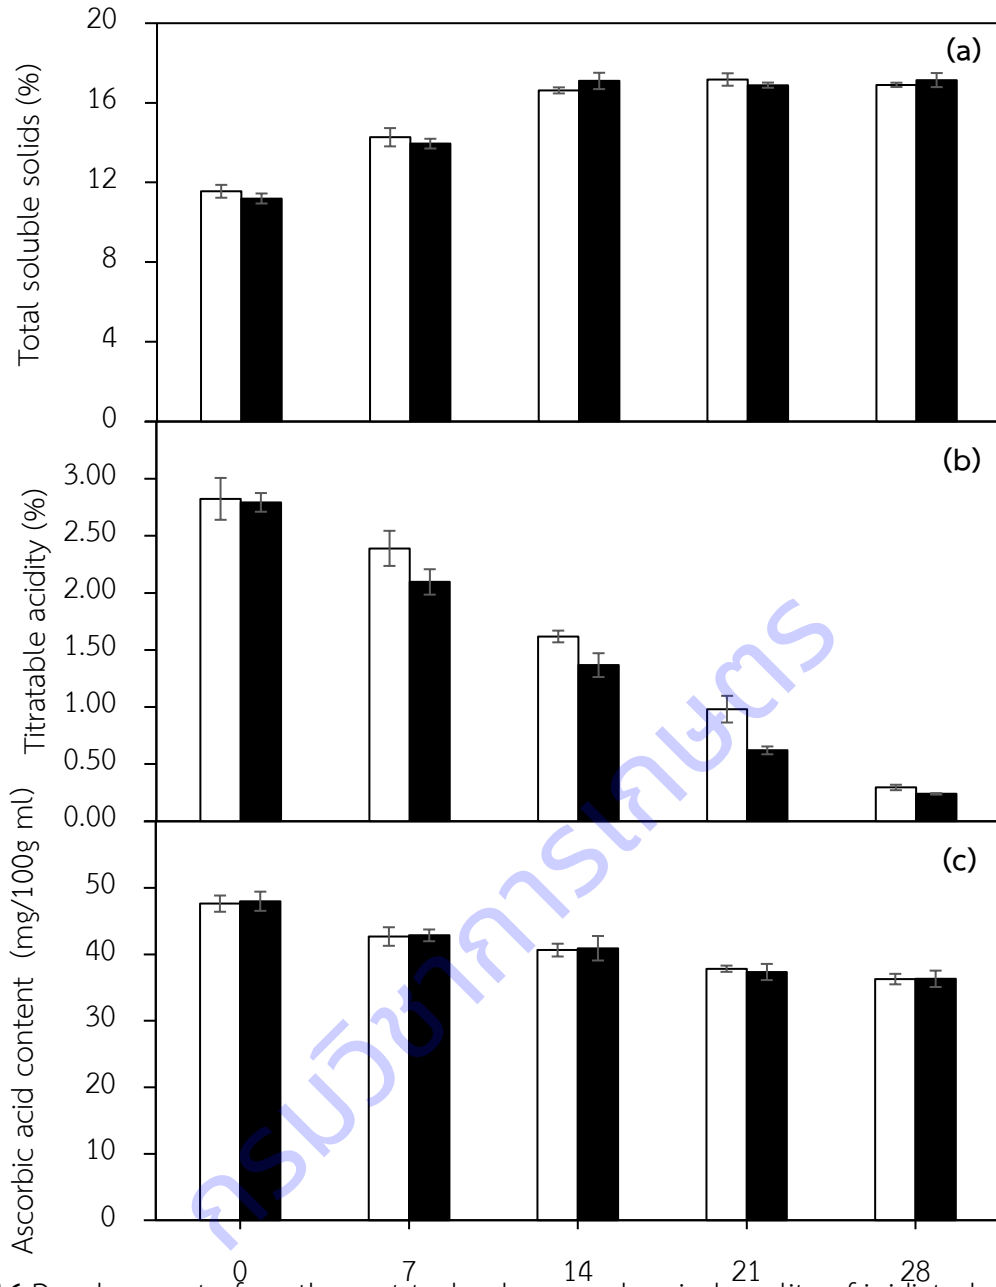 20
(a)
16
12
8
4
0
Total soluble solids (%)
(b)
3.00
2.50
2.00
1.50
1.00
0.50
0.00
Titratable acidity (%)
(c)
50
40
30
20
10
0
Ascorbic acid content (mg/100g ml)
0 7 14 21 28
กรมวิชาการเกษตร